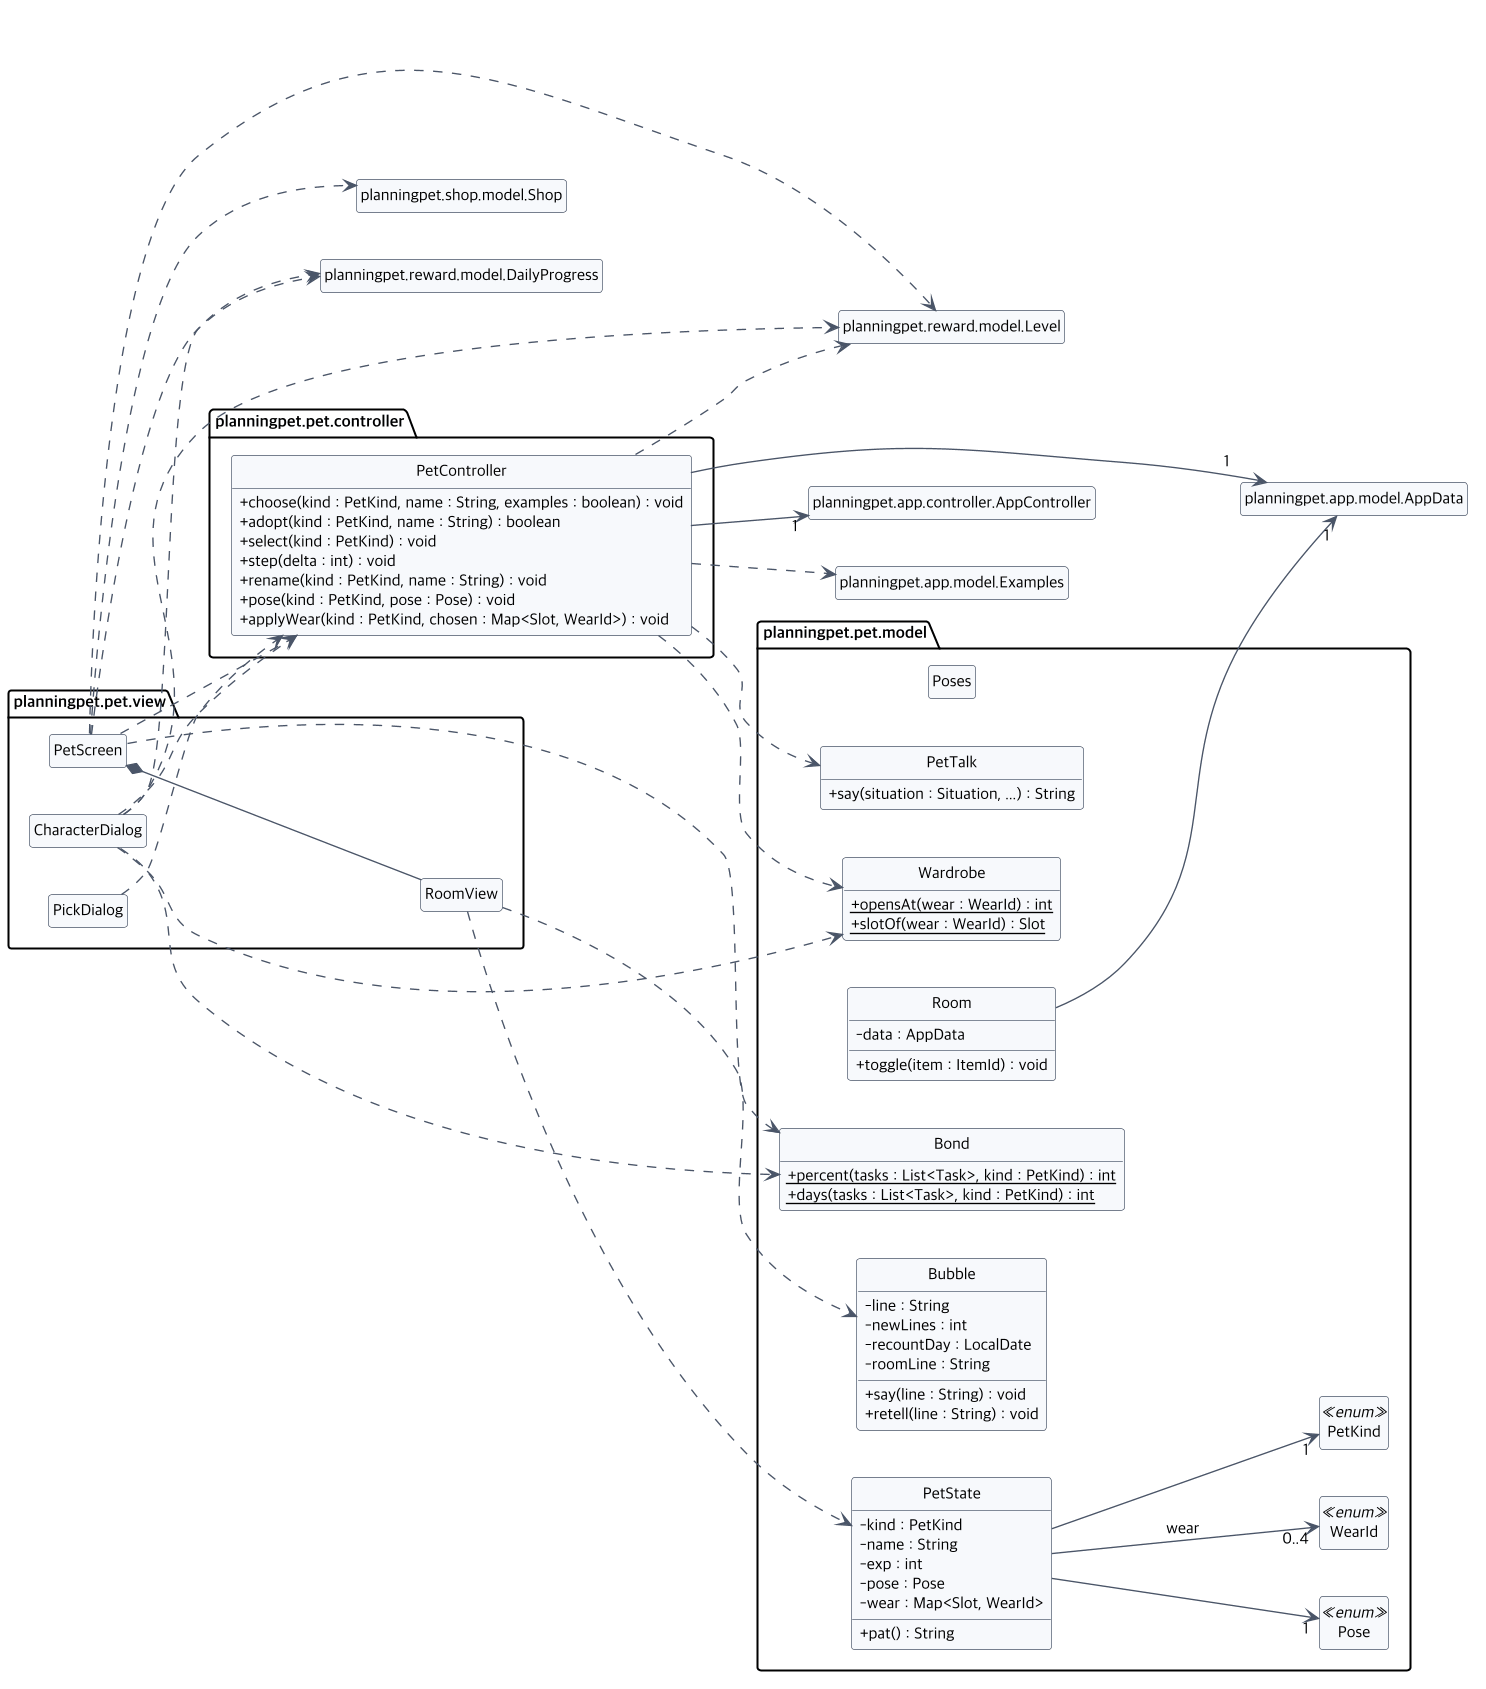 planningpet.shop.model.Shop
planningpet.reward.model.DailyProgress
planningpet.reward.model.Level
planningpet.pet.controller
PetController
+choose(kind : PetKind, name : String, examples : boolean) : void
+adopt(kind : PetKind, name : String) : boolean
+select(kind : PetKind) : void
+step(delta : int) : void
+rename(kind : PetKind, name : String) : void
+pose(kind : PetKind, pose : Pose) : void
+applyWear(kind : PetKind, chosen : Map<Slot, WearId>) : void
1
planningpet.app.model.AppData
1
planningpet.app.controller.AppController
1
planningpet.app.model.Examples
planningpet.pet.model
Poses
planningpet.pet.view
PetScreen
CharacterDialog
PickDialog
RoomView
PetTalk
+say(situation : Situation, ...) : String
Wardrobe
+opensAt(wear : WearId) : int
+slotOf(wear : WearId) : Slot
Room
-data : AppData
+toggle(item : ItemId) : void
Bond
+percent(tasks : List<Task>, kind : PetKind) : int
+days(tasks : List<Task>, kind : PetKind) : int
Bubble
-line : String
-newLines : int
-recountDay : LocalDate
-roomLine : String
+say(line : String) : void
+retell(line : String) : void
PetState
-kind : PetKind
-name : String
-exp : int
-pose : Pose
-wear : Map<Slot, WearId>
+pat() : String
≪enum≫
PetKind
1
wear
0..4
≪enum≫
WearId
≪enum≫
Pose
1